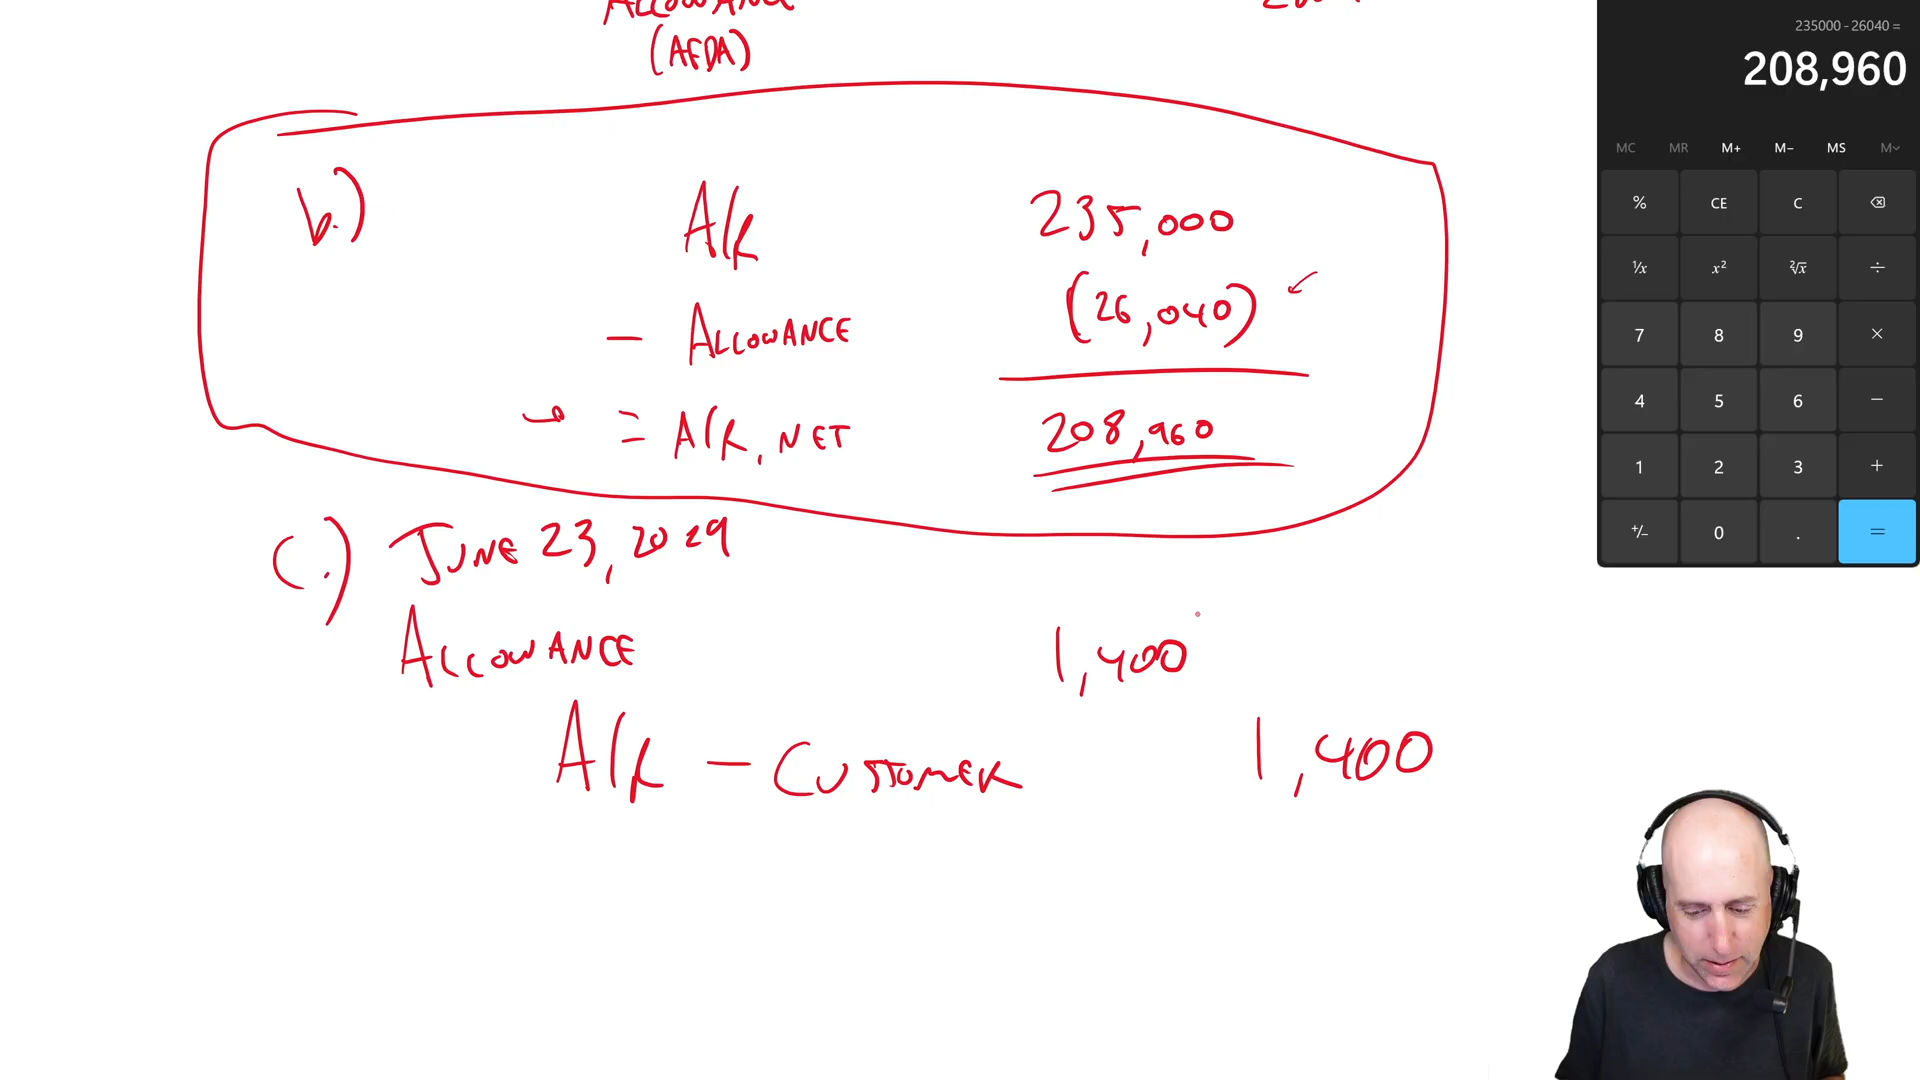 ALLOWANCE
(AFDA)
b.) A/R 235,000
- ALLOWANCE (26,040)
= A/R, NET 208,960
C.) JUNE 23, 2029
ALLOWANCE 1,400
A/R - CUSTOMER 1,400
235000 - 26040 =
208,960
MC MR M+ M- MS M
% CE C
1/x x² ²√x ÷
7 8 9 ×
4 5 6 −
1 2 3 +
+/- 0 . =